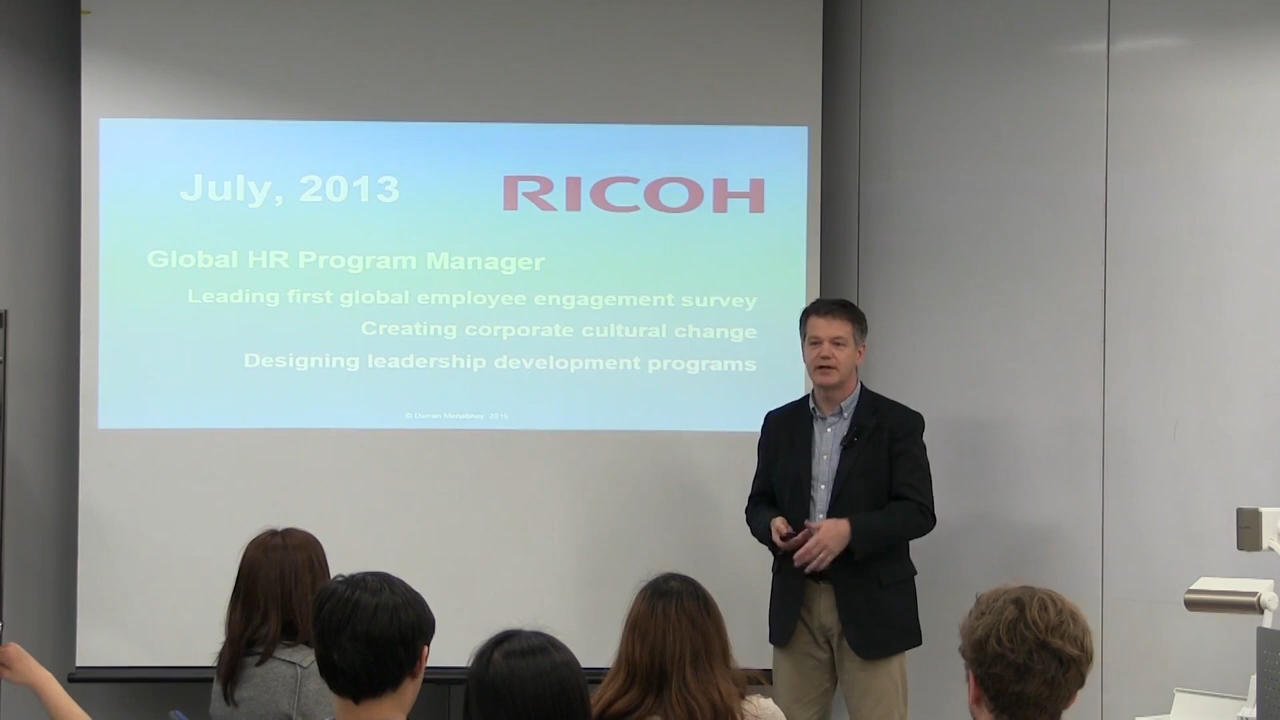 July, 2013
RICOH
Global HR Program Manager
Leading first global employee engagement survey
Creating corporate cultural change
Designing leadership development programs